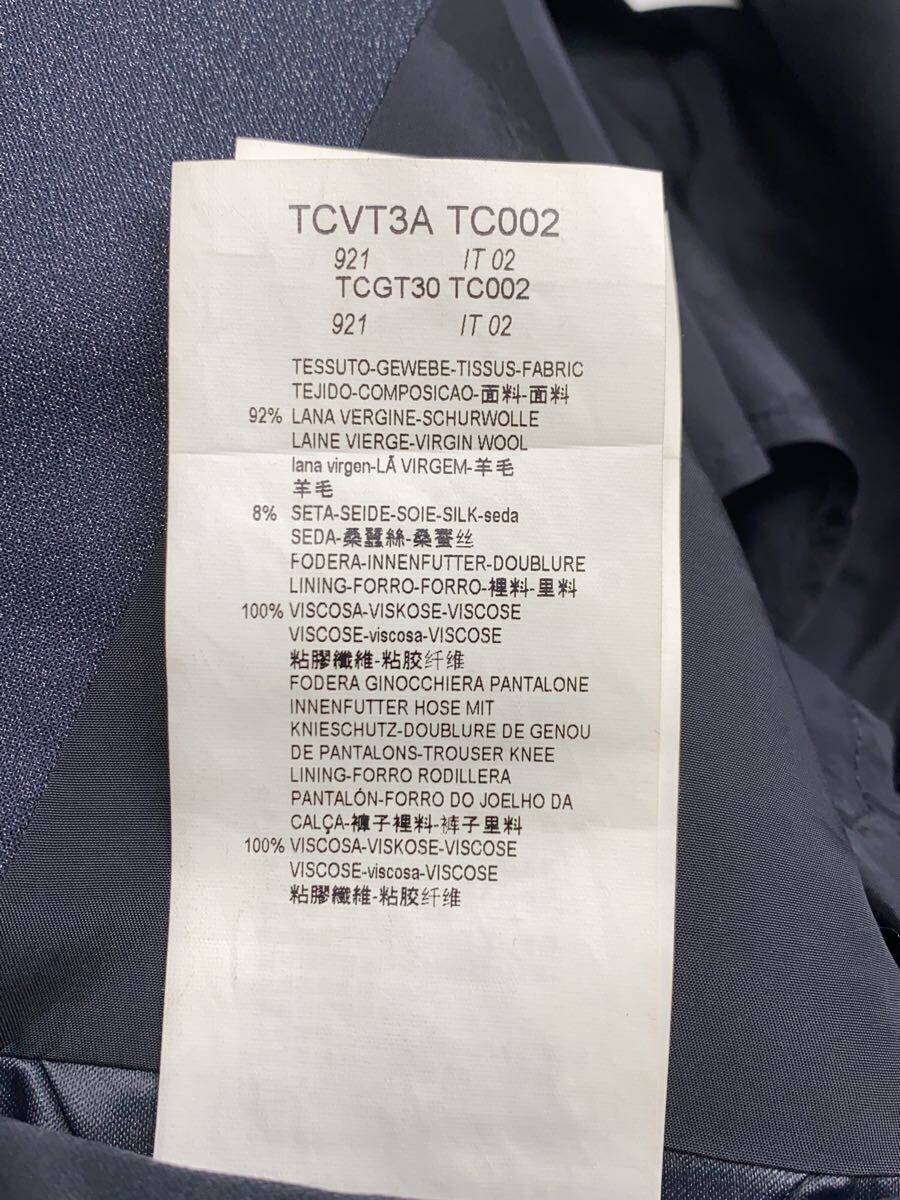 TCVT3A TC002
921 IT 02
TCGT30 TC002
921 IT 02
TESSUTO-GEWEBE-TISSUS-FABRIC
TEJIDO-COMPOSICAO-面料-面料
92% LANA VERGINE-SCHURWOLLE
LAINE VIERGE-VIRGIN WOOL
lana virgen-LÃ VIRGEM-羊毛
羊毛
8% SETA-SEIDE-SOIE-SILK-seda
SEDA-桑蠶絲-桑蚕丝
FODERA-INNENFUTTER-DOUBLURE
LINING-FORRO-FORRO-裡料-里料
100% VISCOSA-VISKOSE-VISCOSE
VISCOSE-viscosa-VISCOSE
粘膠纖維-粘胶纤维
FODERA GINOCCHIERA PANTALONE
INNENFUTTER HOSE MIT
KNIESCHUTZ-DOUBLURE DE GENOU
DE PANTALONS-TROUSER KNEE
LINING-FORRO RODILLERA
PANTALÓN-FORRO DO JOELHO DA
CALÇA-褲子裡料-裤子里料
100% VISCOSA-VISKOSE-VISCOSE
VISCOSE-viscosa-VISCOSE
粘膠纖維-粘胶纤维